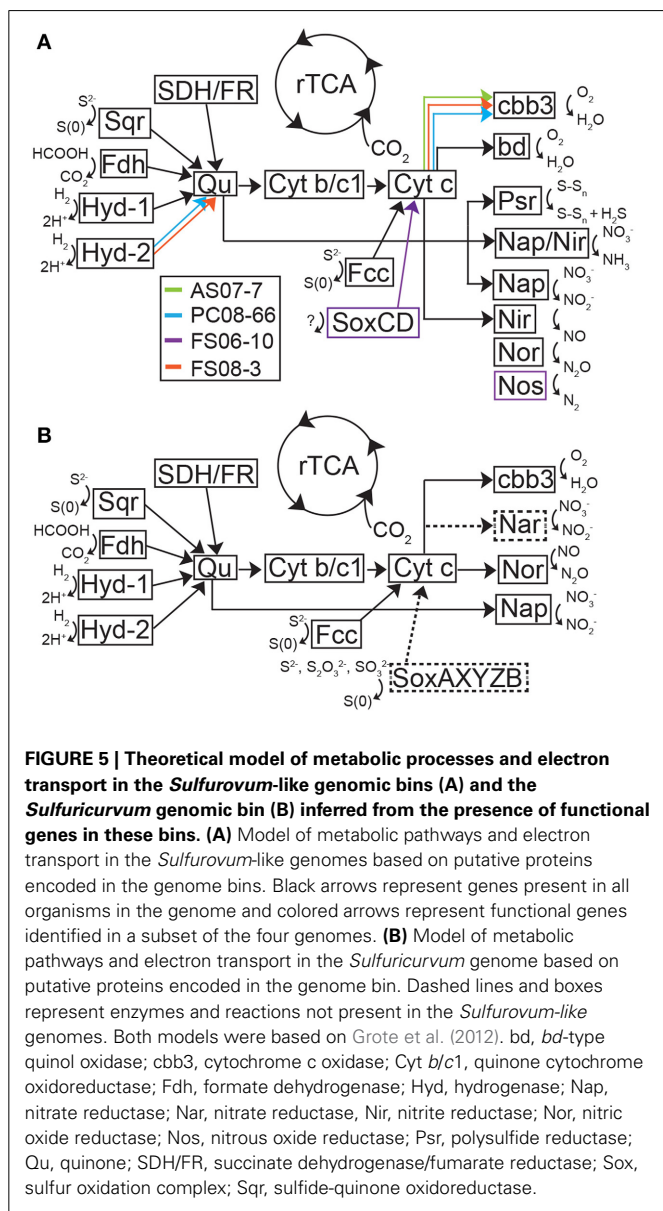 A
rTCA
CO₂
SDH/FR
S²⁻
S(0)
Sqr
HCOOH
CO₂
Fdh
H₂
2H⁺
Hyd-1
H₂
2H⁺
Hyd-2
Qu
Cyt b/c1
Cyt c
S²⁻
S(0)
Fcc
?
SoxCD
cbb3
O₂
H₂O
bd
O₂
H₂O
Psr
S-Sₙ
S-Sₙ + H₂S
Nap/Nir
NO₃⁻
NH₃
Nap
NO₃⁻
NO₂⁻
Nir
NO
Nor
N₂O
Nos
N₂
AS07-7
PC08-66
FS06-10
FS08-3
B
rTCA
CO₂
SDH/FR
S²⁻
S(0)
Sqr
HCOOH
CO₂
Fdh
H₂
2H⁺
Hyd-1
H₂
2H⁺
Hyd-2
Qu
Cyt b/c1
Cyt c
S²⁻
S(0)
Fcc
S²⁻, S₂O₃²⁻, SO₃²⁻
S(0)
SoxAXYZB
cbb3
O₂
H₂O
Nar
NO₃⁻
NO₂⁻
Nor
NO
N₂O
Nap
NO₃⁻
NO₂⁻
FIGURE 5 | Theoretical model of metabolic processes and electron
transport in the Sulfurovum-like genomic bins (A) and the
Sulfuricurvum genomic bin (B) inferred from the presence of functional
genes in these bins. (A) Model of metabolic pathways and electron
transport in the Sulfurovum-like genomes based on putative proteins
encoded in the genome bins. Black arrows represent genes present in all
organisms in the genome and colored arrows represent functional genes
identified in a subset of the four genomes. (B) Model of metabolic
pathways and electron transport in the Sulfuricurvum genome based on
putative proteins encoded in the genome bin. Dashed lines and boxes
represent enzymes and reactions not present in the Sulfurovum-like
genomes. Both models were based on Grote et al. (2012). bd, bd-type
quinol oxidase; cbb3, cytochrome c oxidase; Cyt b/c1, quinone cytochrome
oxidoreductase; Fdh, formate dehydrogenase; Hyd, hydrogenase; Nap,
nitrate reductase; Nar, nitrate reductase, Nir, nitrite reductase; Nor, nitric
oxide reductase; Nos, nitrous oxide reductase; Psr, polysulfide reductase;
Qu, quinone; SDH/FR, succinate dehydrogenase/fumarate reductase; Sox,
sulfur oxidation complex; Sqr, sulfide-quinone oxidoreductase.